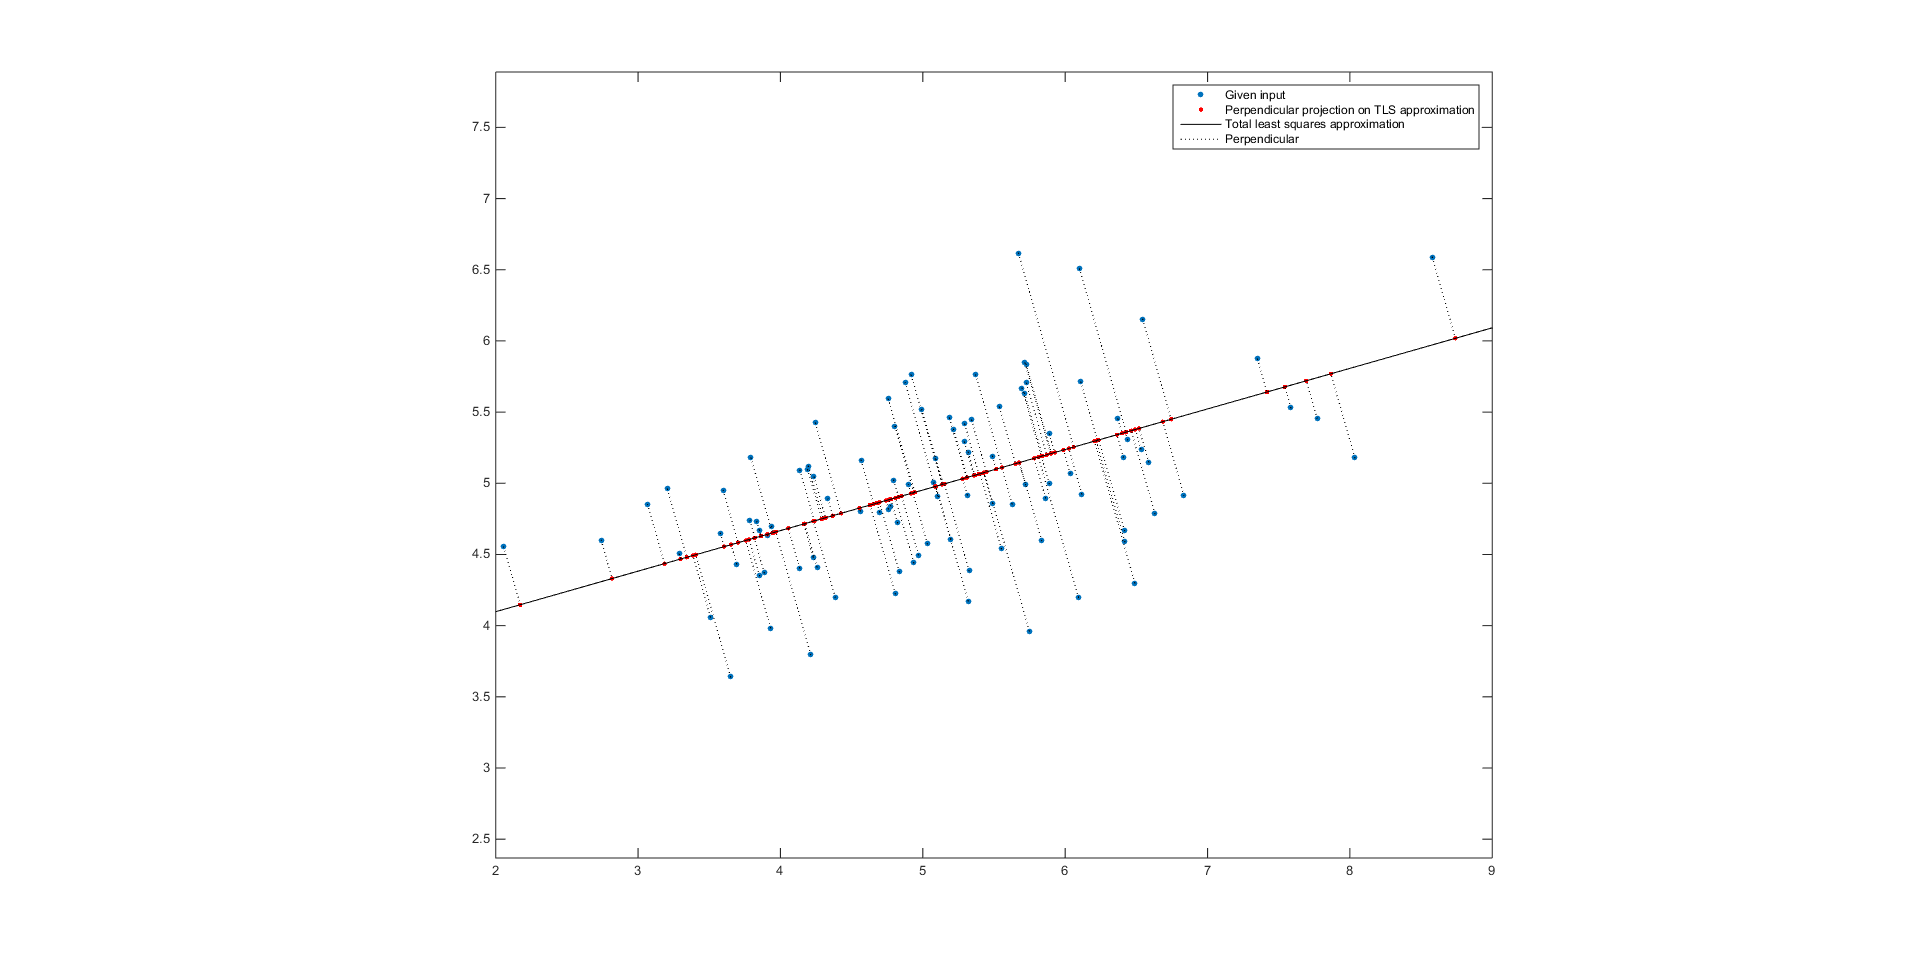 Given input
Perpendicular projection on TLS approximation
Total least squares approximation
Perpendicular
7.5
7
6.5
6
5.5
5
4.5
4
3.5
3
2.5
2 3 4 5 6 7 8 9